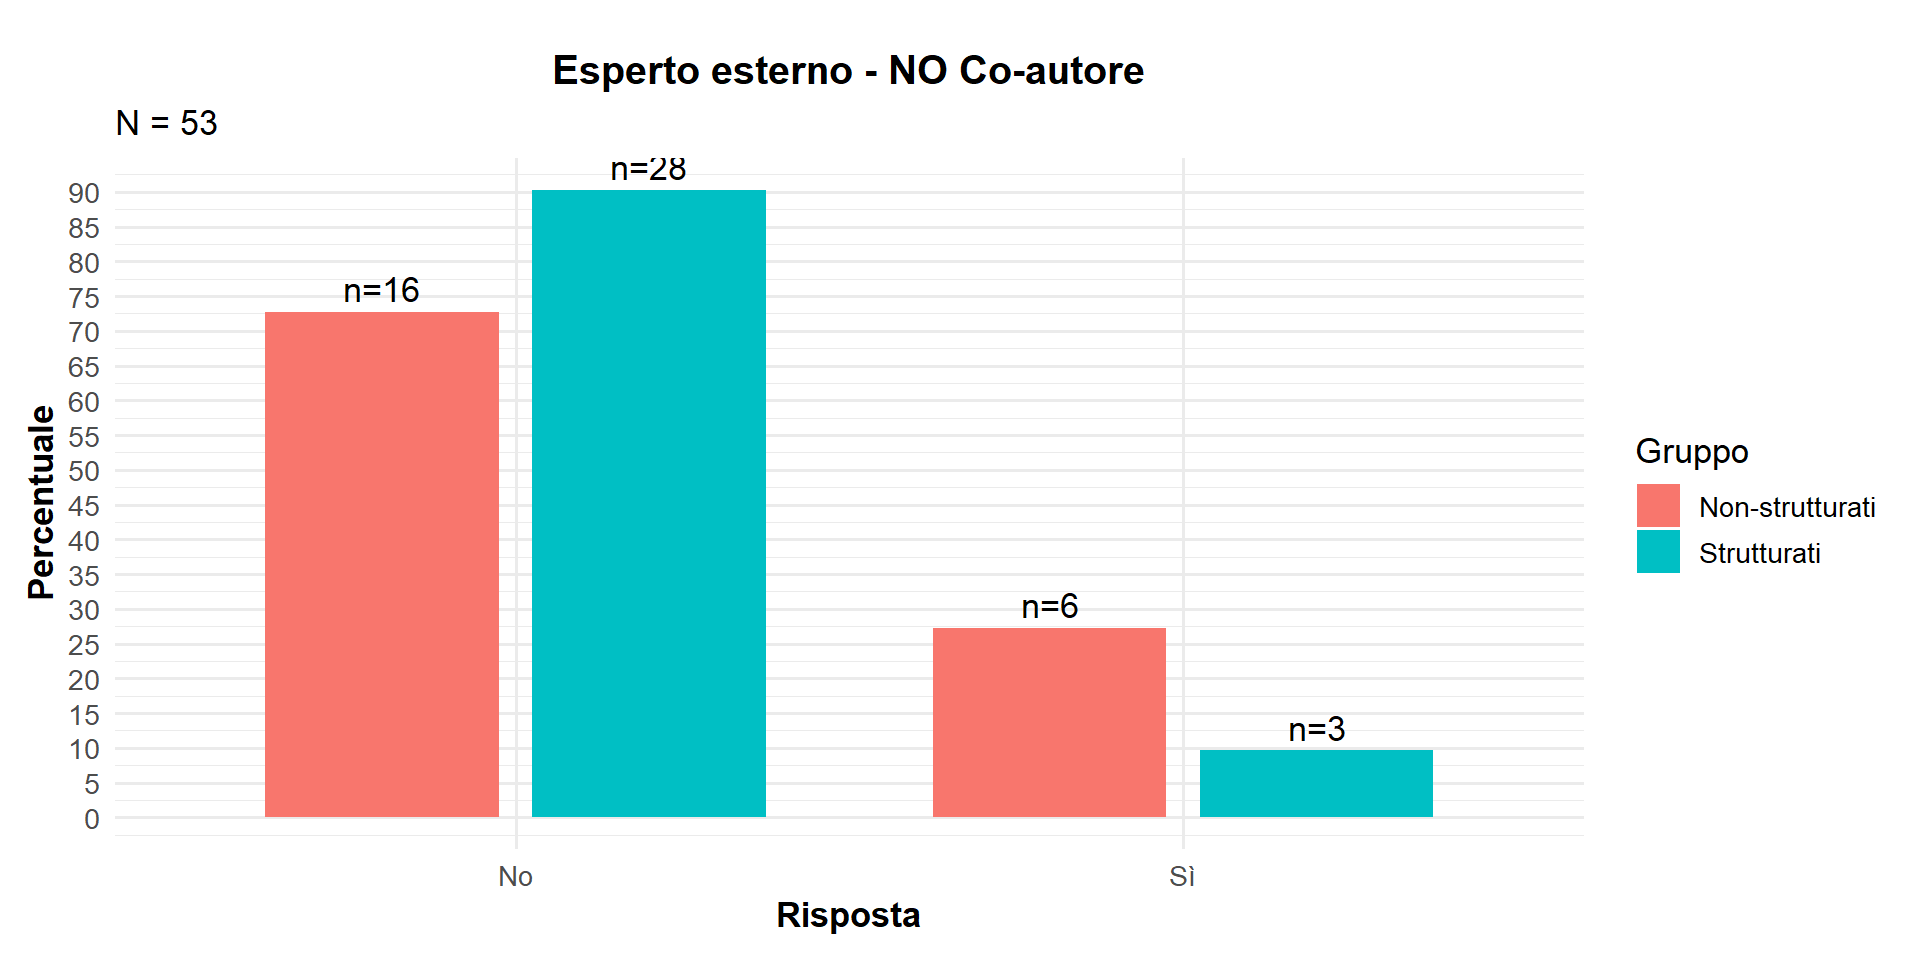 Esperto esterno - NO Co-autore
N = 53
n=28
n=16
n=6
n=3
90
85
80
75
70
65
60
55
50
45
40
35
30
25
20
15
10
5
0
Percentuale
No
Sì
Risposta
Gruppo
Non-strutturati
Strutturati